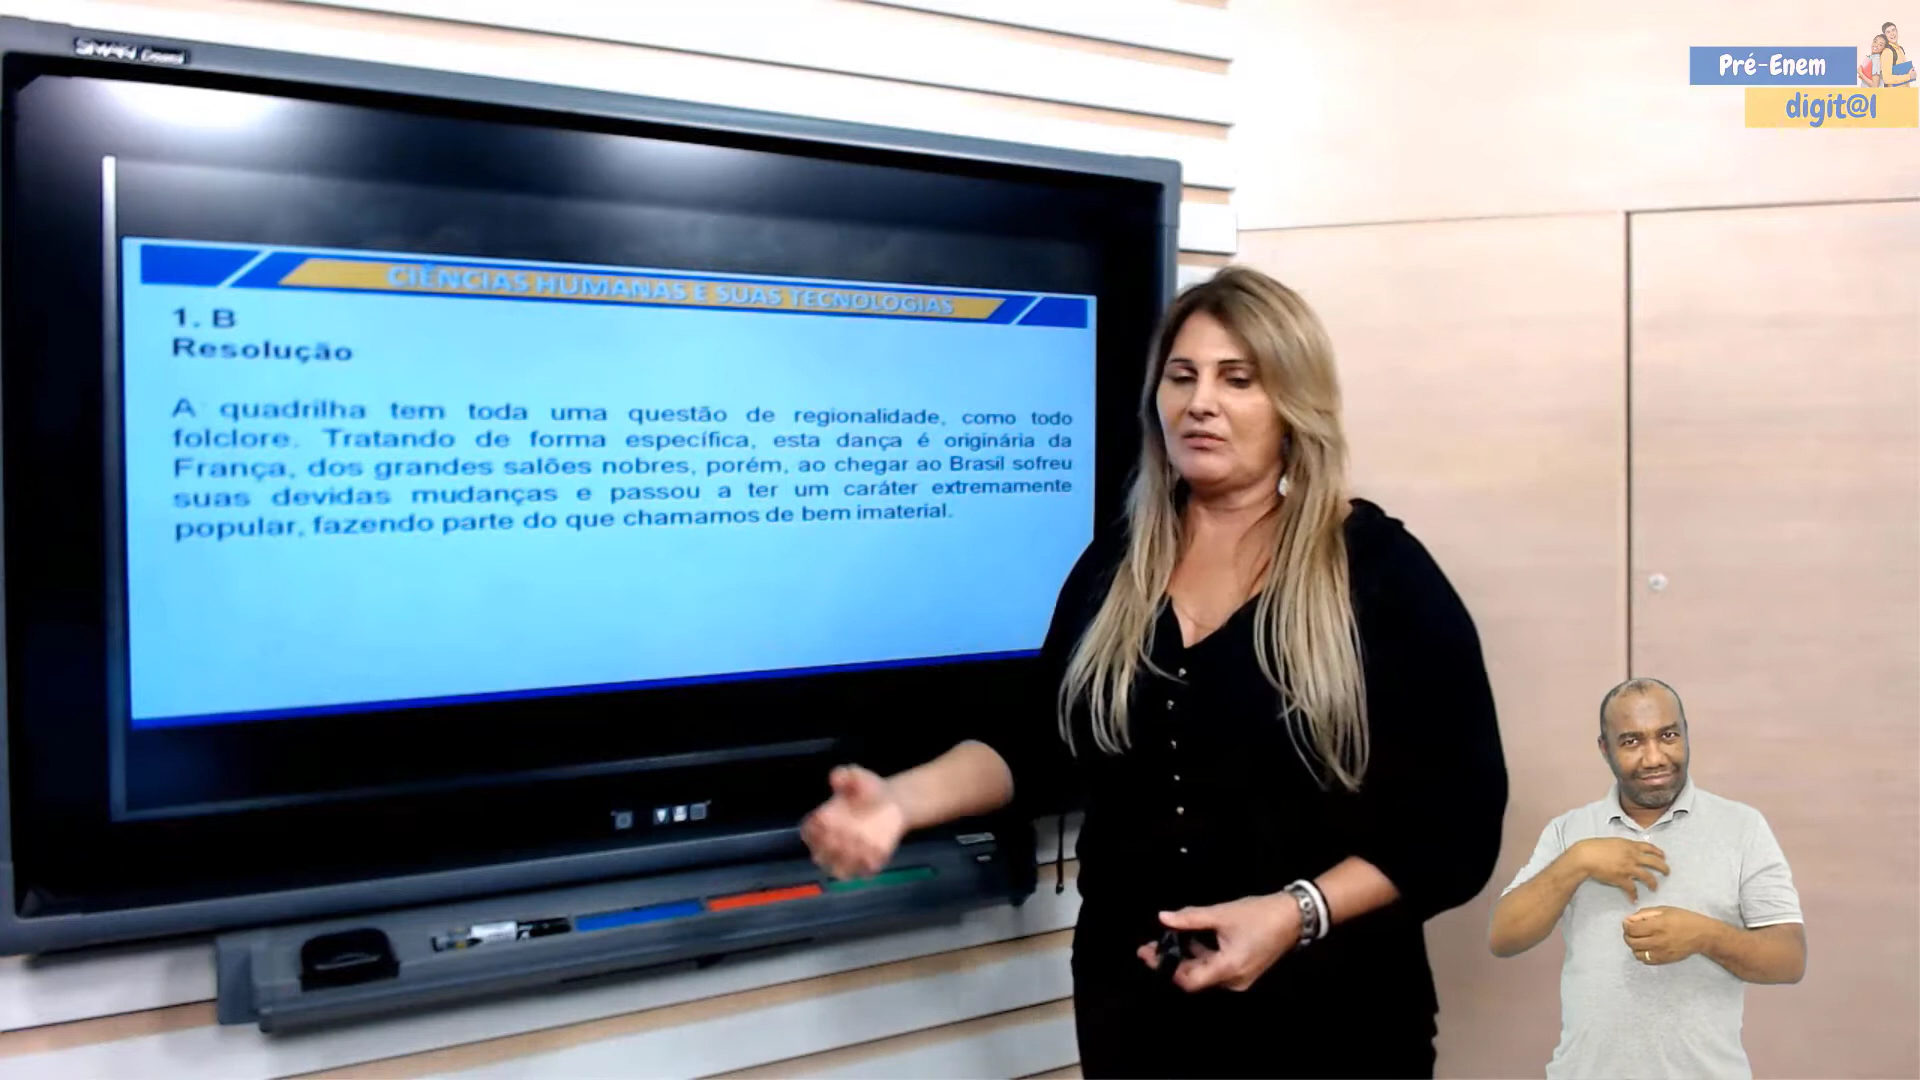 Pré-Enem
digit@l
CIÊNCIAS HUMANAS E SUAS TECNOLOGIAS
1. B
Resolução
A quadrilha tem toda uma questão de regionalidade, como todo
folclore. Tratando de forma específica, esta dança é originária da
França, dos grandes salões nobres, porém, ao chegar ao Brasil sofreu
suas devidas mudanças e passou a ter um caráter extremamente
popular, fazendo parte do que chamamos de bem imaterial.